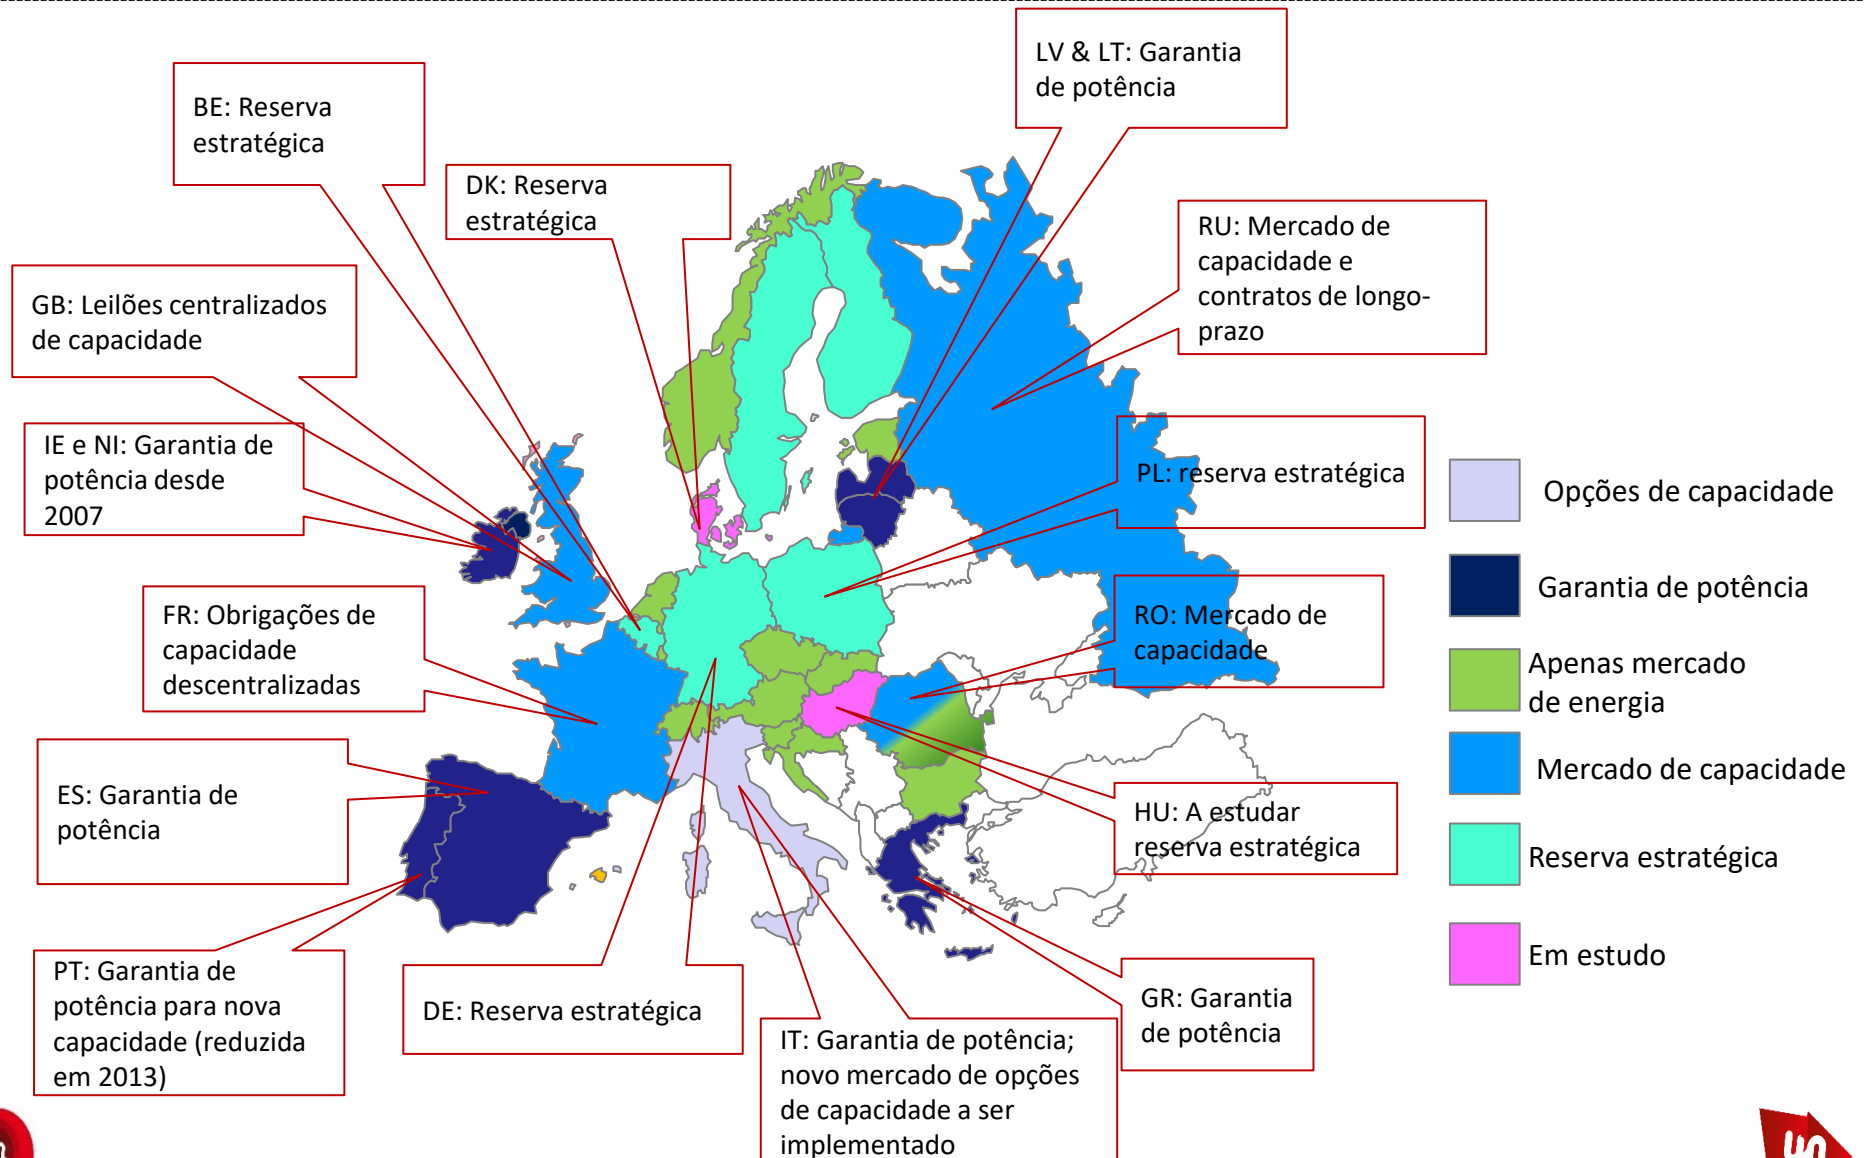 LV & LT: Garantia
de potência
BE: Reserva
estratégica
DK: Reserva
estratégica
RU: Mercado de
capacidade e
contratos de longo-
prazo
GB: Leilões centralizados
de capacidade
IE e NI: Garantia de
potência desde
2007
PL: reserva estratégica
FR: Obrigações de
capacidade
descentralizadas
RO: Mercado de
capacidade
ES: Garantia de
potência
HU: A estudar
reserva estratégica
PT: Garantia de
potência para nova
capacidade (reduzida
em 2013)
DE: Reserva estratégica
IT: Garantia de potência;
novo mercado de opções
de capacidade a ser
implementado
GR: Garantia
de potência
Opções de capacidade
Garantia de potência
Apenas mercado
de energia
Mercado de capacidade
Reserva estratégica
Em estudo